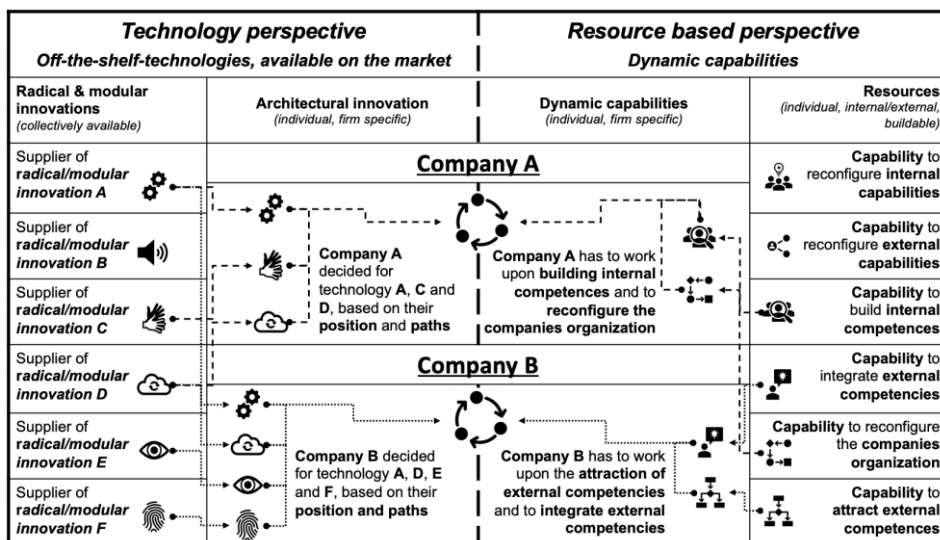 Technology perspective
Off-the-shelf-technologies, available on the market
Resource based perspective
Dynamic capabilities
Radical & modular
innovations
(collectively available)
Architectural innovation
(individual, firm specific)
Dynamic capabilities
(individual, firm specific)
Resources
(individual, internal/external,
buildable)
Supplier of
radical/modular
innovation A
Supplier of
radical/modular
innovation B
Supplier of
radical/modular
innovation C
Supplier of
radical/modular
innovation D
Supplier of
radical/modular
innovation E
Supplier of
radical/modular
innovation F
Company A
Company A
decided for
technology A, C and
D, based on their
position and paths
Company A has to work
upon building internal
competences and to
reconfigure the
companies organization
Company B
Company B decided
for technology A, D, E
and F, based on their
position and paths
Company B has to work
upon the attraction of
external competencies
and to integrate external
competencies
Capability to
reconfigure internal
capabilities
Capability to
reconfigure external
capabilities
Capability to
build internal
competences
Capability to
integrate external
competencies
Capability to reconfigure
the companies
organization
Capability to
attract external
competences